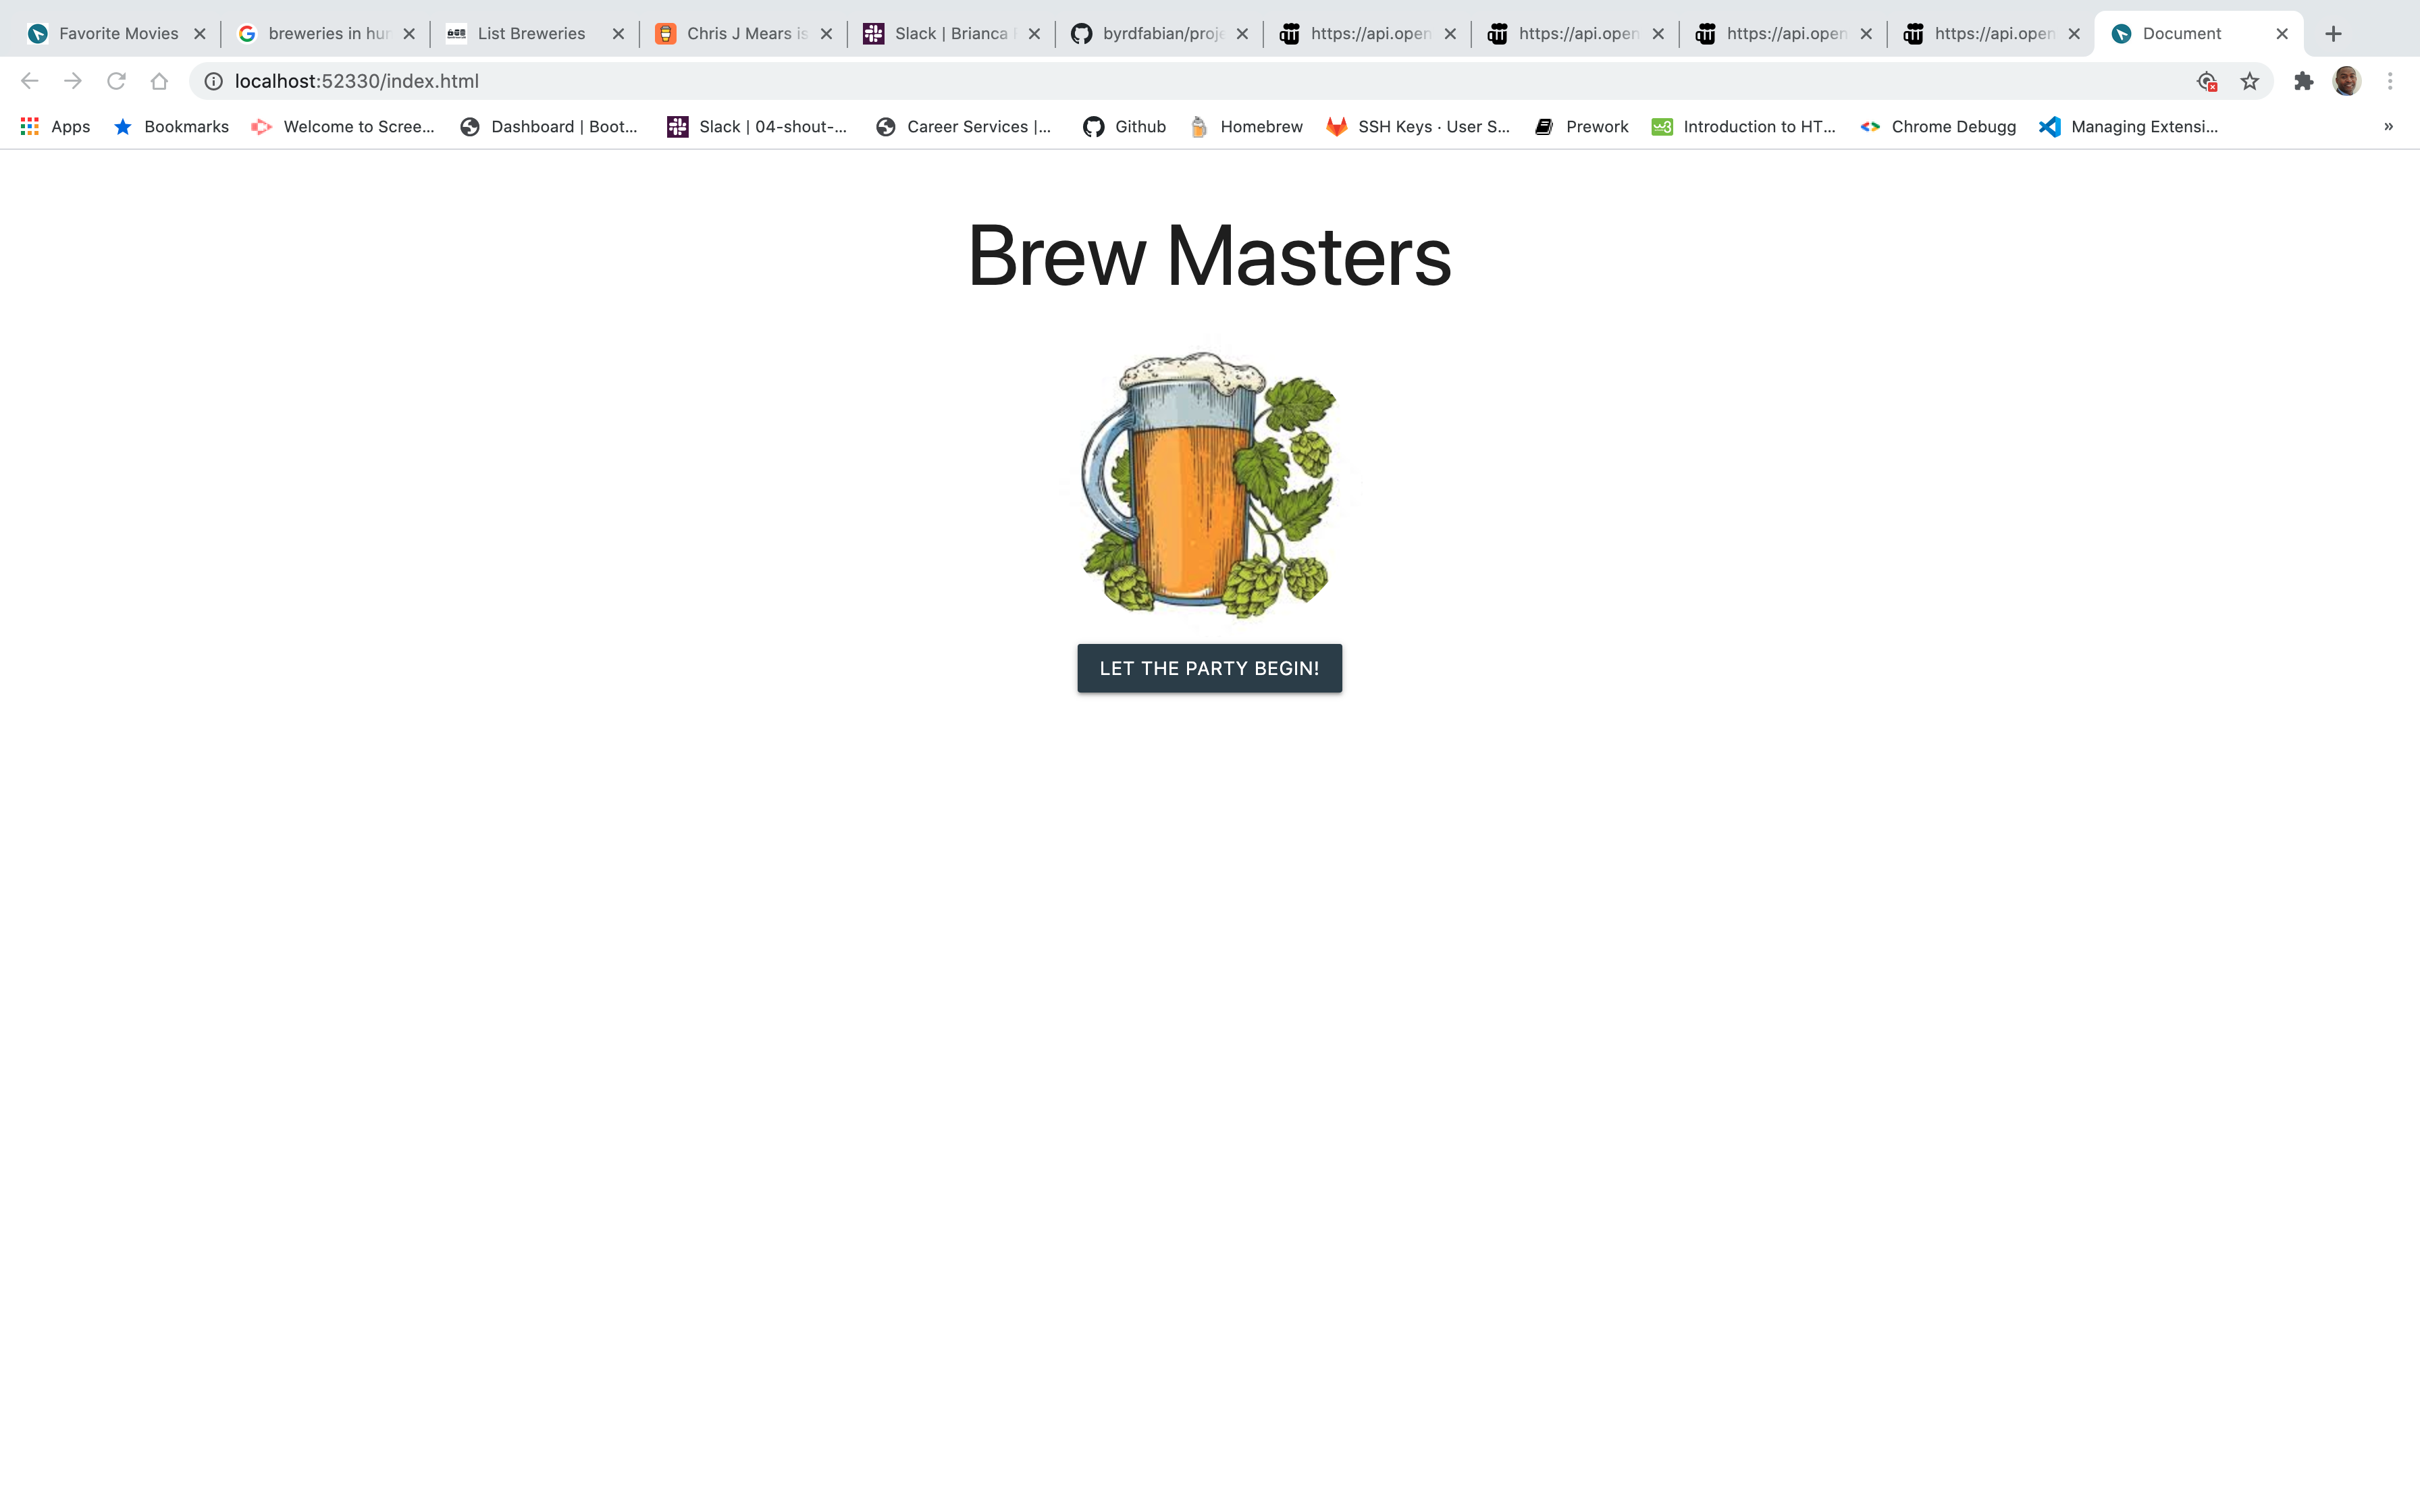 Favorite Movies
breweries in hun
List Breweries
Chris J Mears is
Slack | Brianca
byrdfabian/proje
https://api.open
https://api.open
https://api.open
https://api.open
Document
localhost:52330/index.html
Apps
Bookmarks
Welcome to Scree...
Dashboard | Boot...
Slack | 04-shout-...
Career Services |...
Github
Homebrew
SSH Keys · User S...
Prework
Introduction to HT...
Chrome Debugg
Managing Extensi...
»
Brew Masters
LET THE PARTY BEGIN!